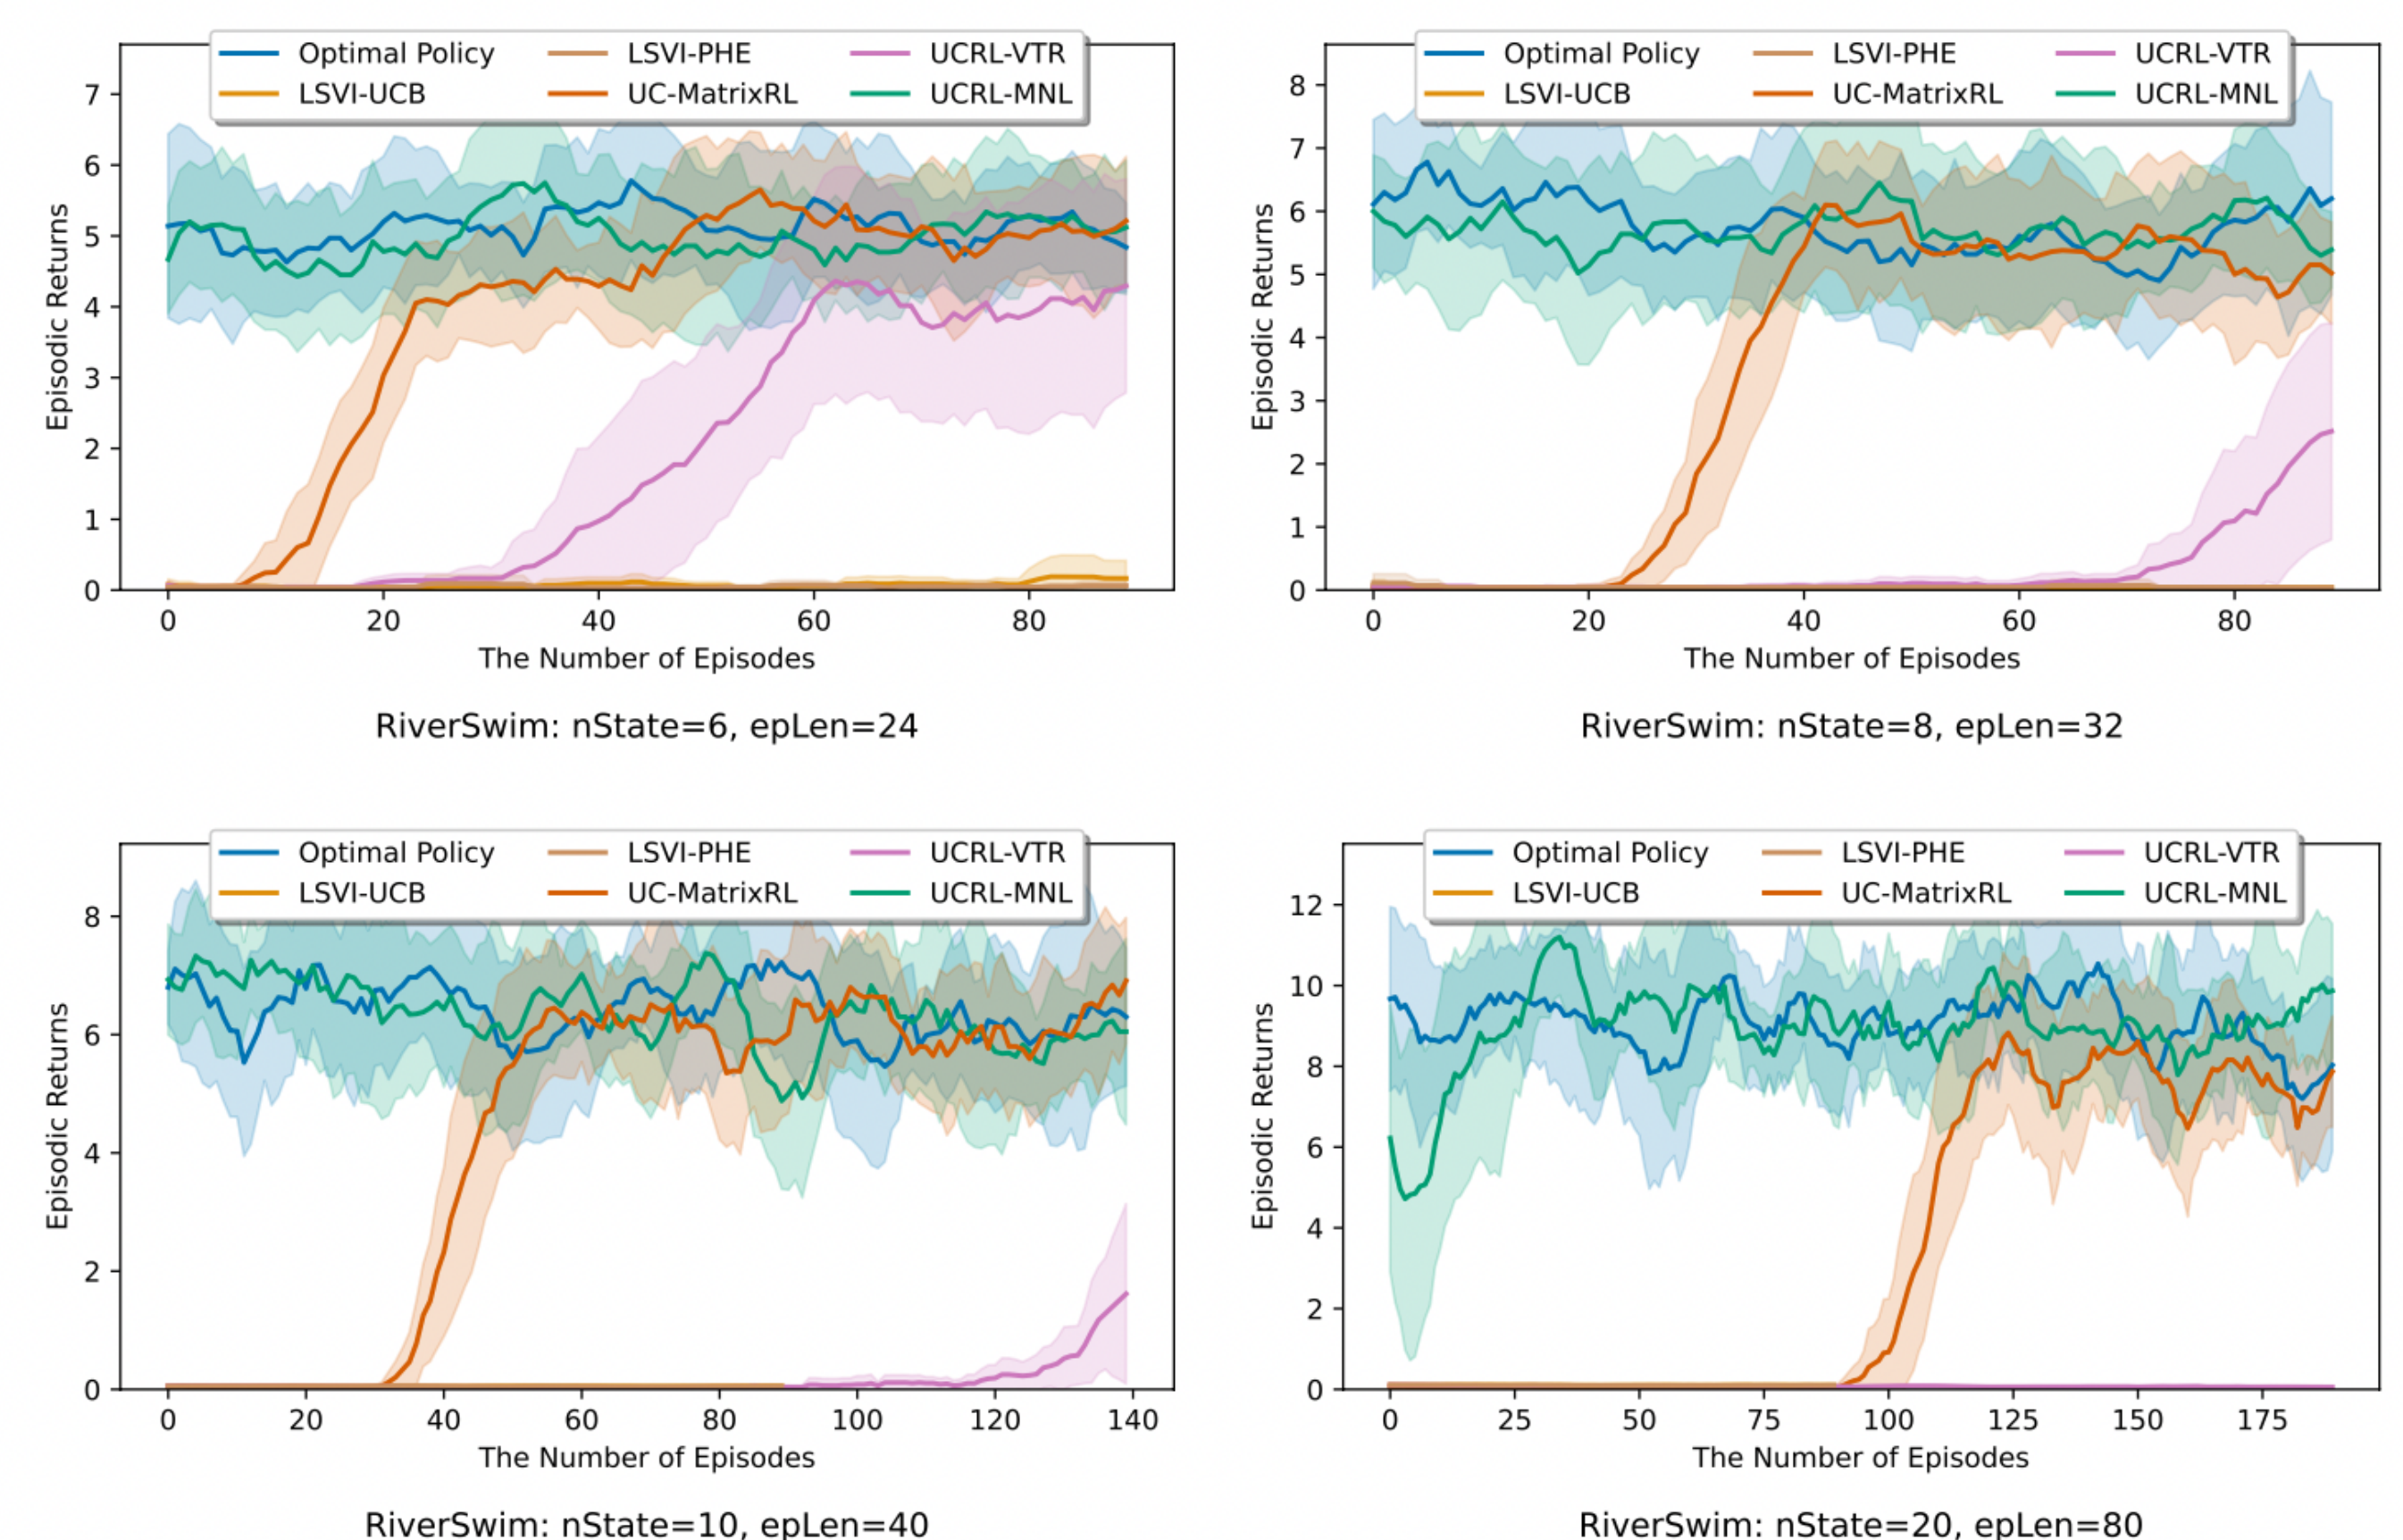 Optimal Policy LSVI-PHE UCRL-VTR
LSVI-UCB UC-MatrixRL UCRL-MNL
7
6
5
4
3
2
1
0
Episodic Returns
0 20 40 60 80
The Number of Episodes
RiverSwim: nState=6, epLen=24
Optimal Policy LSVI-PHE UCRL-VTR
LSVI-UCB UC-MatrixRL UCRL-MNL
8
7
6
5
4
3
2
1
0
Episodic Returns
0 20 40 60 80
The Number of Episodes
RiverSwim: nState=8, epLen=32
Optimal Policy LSVI-PHE UCRL-VTR
LSVI-UCB UC-MatrixRL UCRL-MNL
8
6
4
2
0
Episodic Returns
0 20 40 60 80 100 120 140
The Number of Episodes
RiverSwim: nState=10, epLen=40
Optimal Policy LSVI-PHE UCRL-VTR
LSVI-UCB UC-MatrixRL UCRL-MNL
12
10
8
6
4
2
0
Episodic Returns
0 25 50 75 100 125 150 175
The Number of Episodes
RiverSwim: nState=20, epLen=80